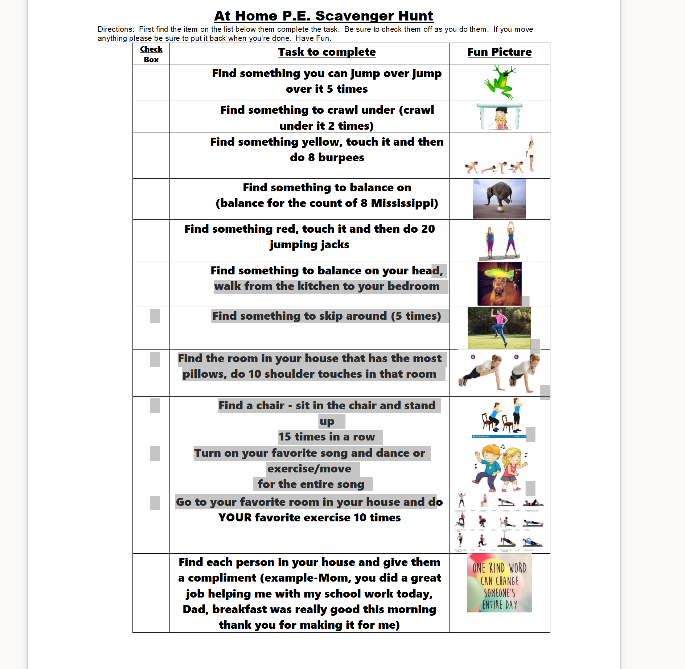 At Home P.E. Scavenger Hunt
Directions: First find the item on the list below them complete the task. Be sure to check them off as you do them. If you move
anything please be sure to put it back when you're done. Have Fun.
Check
Box
Task to complete
Fun Picture
Find something you can jump over jump
over it 5 times
Find something to crawl under (crawl
under it 2 times)
Find something yellow, touch it and then
do 8 burpees
Find something to balance on
(balance for the count of 8 Mississippi)
Find something red, touch it and then do 20
jumping jacks
Find something to balance on your head,
walk from the kitchen to your bedroom
Find something to skip around (5 times)
Find the room in your house that has the most
pillows, do 10 shoulder touches in that room
Find a chair - sit in the chair and stand
up
15 times in a row
Turn on your favorite song and dance or
exercise/move
for the entire song
Go to your favorite room in your house and do
YOUR favorite exercise 10 times
Find each person in your house and give them
a compliment (example-Mom, you did a great
job helping me with my school work today,
Dad, breakfast was really good this morning
thank you for making it for me)
ONE KIND WORD
CAN CHANGE
SOMEONE'S
ENTIRE DAY